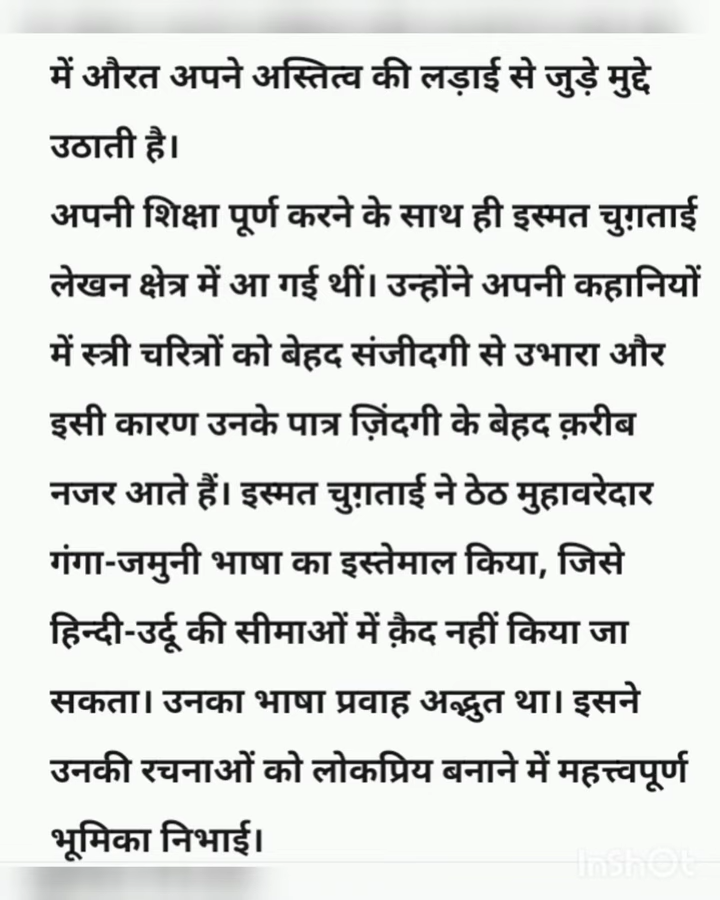 में औरत अपने अस्तित्व की लड़ाई से जुड़े मुद्दे
उठाती है।
अपनी शिक्षा पूर्ण करने के साथ ही इस्मत चुग़ताई
लेखन क्षेत्र में आ गई थीं। उन्होंने अपनी कहानियों
में स्त्री चरित्रों को बेहद संजीदगी से उभारा और
इसी कारण उनके पात्र ज़िंदगी के बेहद क़रीब
नजर आते हैं। इस्मत चुग़ताई ने ठेठ मुहावरेदार
गंगा-जमुनी भाषा का इस्तेमाल किया, जिसे
हिन्दी-उर्दू की सीमाओं में क़ैद नहीं किया जा
सकता। उनका भाषा प्रवाह अद्भुत था। इसने
उनकी रचनाओं को लोकप्रिय बनाने में महत्त्वपूर्ण
भूमिका निभाई।
InShOt